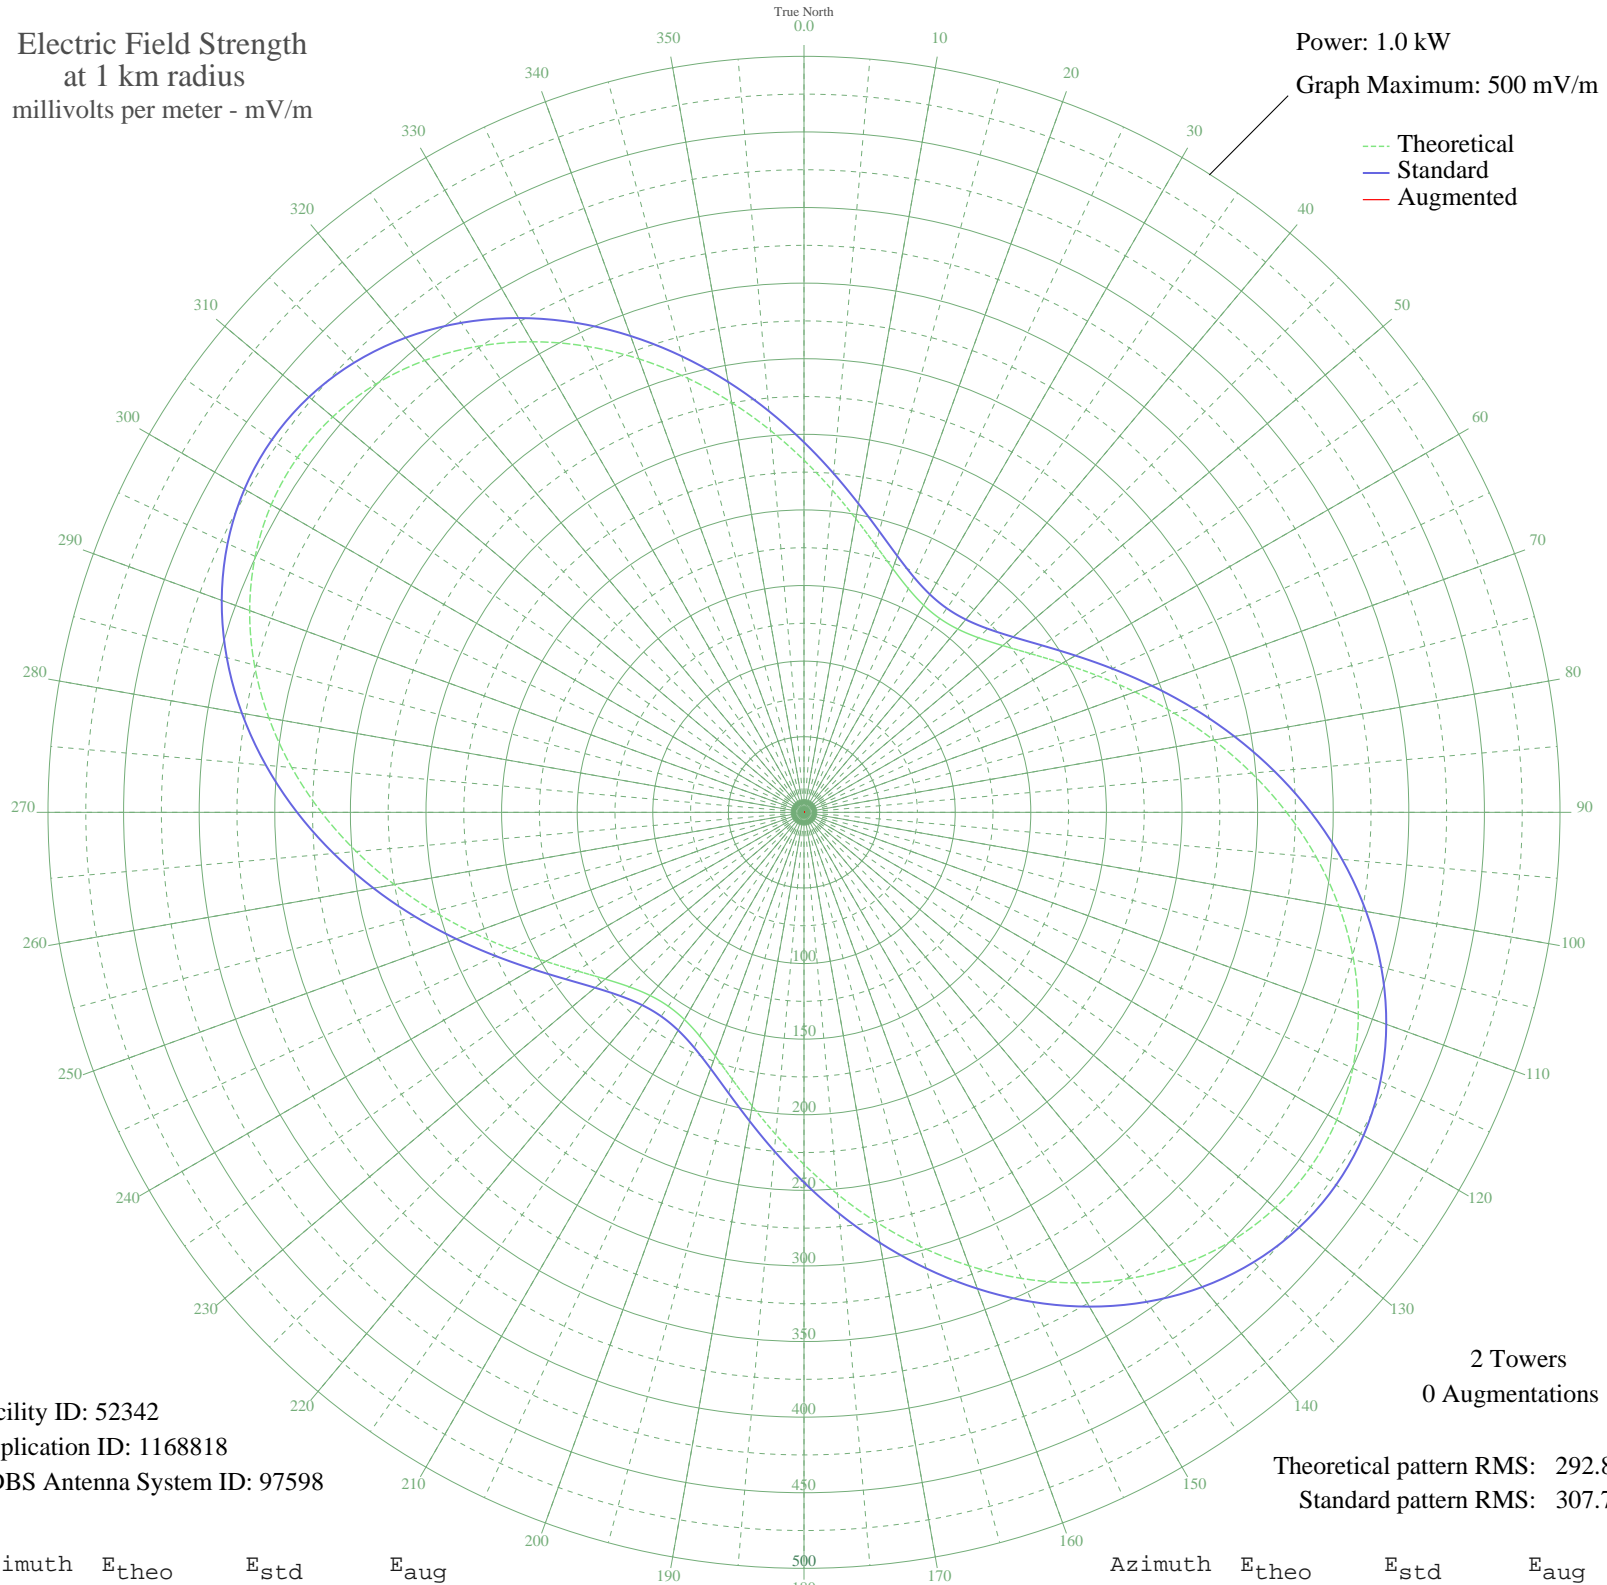 True North
Electric Field Strength
at 1 km radius
millivolts per meter - mV/m
Power: 1.0 kW
Graph Maximum: 500 mV/m
Theoretical
Standard
Augmented
0.0
10
20
30
40
50
60
70
80
90
100
110
120
130
140
150
160
170
190
200
210
220
230
240
250
260
270
280
290
300
310
320
330
340
350
100
150
200
250
300
350
400
450
500
2 Towers
0 Augmentations
cility ID: 52342
plication ID: 1168818
DBS Antenna System ID: 97598
Theoretical pattern RMS: 292.8
Standard pattern RMS: 307.7
imuth Etheo Estd Eaug Azimuth Etheo Estd Eaug